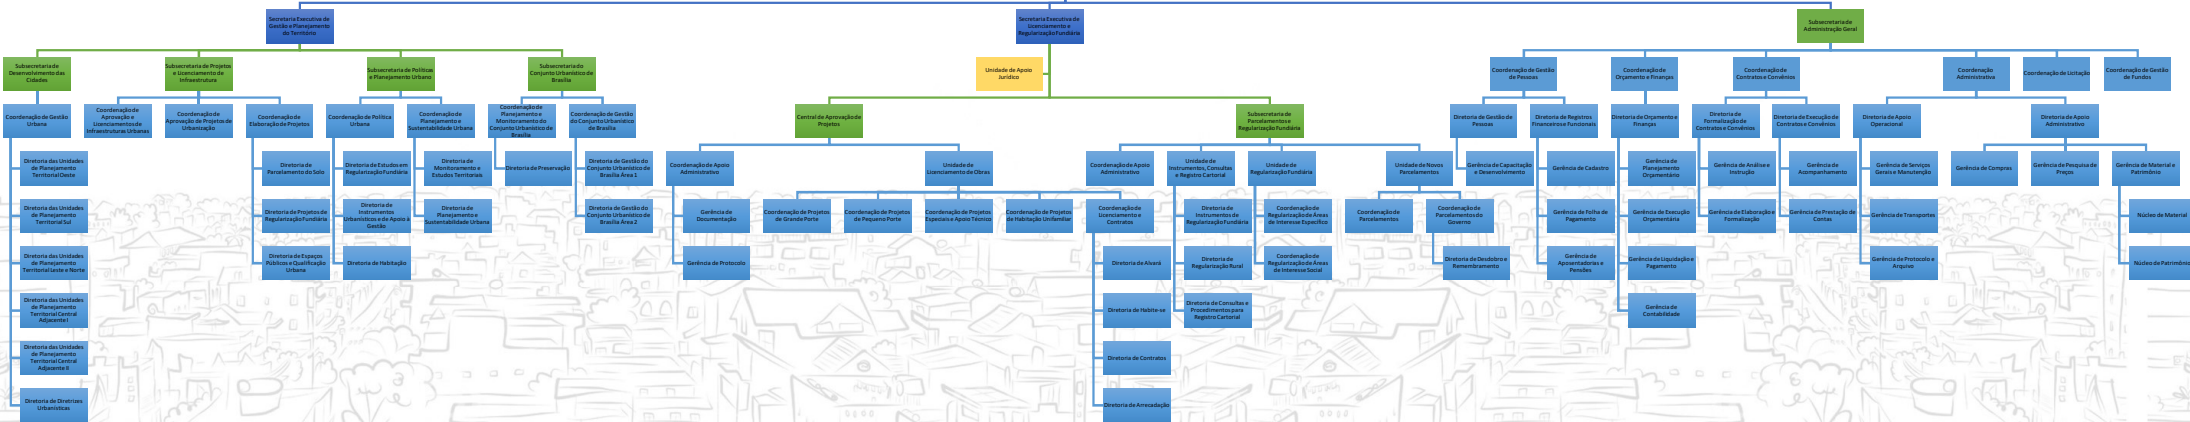 Secretaria Executiva de
Gestão e Planejamento
do Território
Secretaria Executiva de
Licenciamento e
Regularização Fundiária
Subsecretaria de
Administração Geral
Subsecretaria de
Desenvolvimento das
Cidades
Subsecretaria de Projetos
e Licenciamento de
Infraestrutura
Subsecretaria de Políticas
e Planejamento Urbano
Subsecretaria do
Conjunto Urbanístico de
Brasília
Unidade de Apoio
Jurídico
Coordenação de Gestão
de Pessoas
Coordenação de
Orçamento e Finanças
Coordenação de
Contratos e Convênios
Coordenação
Administrativa
Coordenação de Licitação
Coordenação de Gestão
de Fundos
Coordenação de Gestão
Urbana
Coordenação de
Aprovação e
Licenciamentos de
Infraestruturas Urbanas
Coordenação de
Aprovação de Projetos de
Urbanização
Coordenação de
Elaboração de Projetos
Coordenação de Política
Urbana
Coordenação de
Planejamento e
Sustentabilidade Urbana
Coordenação de
Planejamento e
Monitoramento do
Conjunto Urbanístico de
Brasília
Coordenação de Gestão
do Conjunto Urbanístico
de Brasília
Central de Aprovação de
Projetos
Subsecretaria de
Parcelamentos e
Regularização Fundiária
Diretoria de Gestão de
Pessoas
Diretoria de Registros
Financeiros e Funcionais
Diretoria de Orçamento e
Finanças
Diretoria de
Formalização de
Contratos e Convênios
Diretoria de Execução de
Contratos e Convênios
Diretoria de Apoio
Operacional
Diretoria de Apoio
Administrativo
Diretoria das Unidades
de Planejamento
Territorial Oeste
Diretoria de
Parcelamento do Solo
Diretoria de Estudos em
Regularização Fundiária
Diretoria de
Monitoramento e
Estudos Territoriais
Diretoria de Preservação
Diretoria de Gestão do
Conjunto Urbanístico de
Brasília Área 1
Coordenação de Apoio
Administrativo
Unidade de
Licenciamento de Obras
Coordenação de Apoio
Administrativo
Unidade de
Instrumentos, Consultas
e Registro Cartorial
Unidade de
Regularização Fundiária
Unidade de Novos
Parcelamentos
Gerência de Capacitação
e Desenvolvimento
Gerência de Cadastro
Gerência de
Planejamento
Orçamentário
Gerência de Análise e
Instrução
Gerência de
Acompanhamento
Gerência de Serviços
Gerais e Manutenção
Gerência de Compras
Gerência de Pesquisa de
Preços
Gerência de Material e
Patrimônio
Diretoria das Unidades
de Planejamento
Territorial Sul
Diretoria de Projetos de
Regularização Fundiária
Diretoria de
Instrumentos
Urbanísticos e de Apoio à
Gestão
Diretoria de
Planejamento e
Sustentabilidade Urbana
Diretoria de Gestão do
Conjunto Urbanístico de
Brasília Área 2
Gerência de
Documentação
Coordenação de Projetos
de Grande Porte
Coordenação de Projetos
de Pequeno Porte
Coordenação de Projetos
Especiais e Apoio Técnico
Coordenação de Projetos
de Habitação Unifamiliar
Coordenação de
Licenciamento e
Contratos
Diretoria de
Instrumentos de
Regularização Fundiária
Coordenação de
Regularização de Áreas
de Interesse Específico
Coordenação de
Parcelamentos
Coordenação de
Parcelamentos do
Governo
Gerência de Folha de
Pagamento
Gerência de Execução
Orçamentária
Gerência de Elaboração e
Formalização
Gerência de Prestação de
Contas
Gerência de Transportes
Núcleo de Material
Diretoria das Unidades
de Planejamento
Territorial Leste e Norte
Diretoria de Espaços
Públicos e Qualificação
Urbana
Diretoria de Habitação
Gerência de Protocolo
Diretoria de Alvará
Diretoria de
Regularização Rural
Coordenação de
Regularização de Áreas
de Interesse Social
Diretoria de Desdobro e
Remembramento
Gerência de
Aposentadorias e
Pensões
Gerência de Liquidação e
Pagamento
Gerência de Protocolo e
Arquivo
Núcleo de Patrimônio
Diretoria das Unidades
de Planejamento
Territorial Central
Adjacente I
Diretoria de Habite-se
Diretoria de Consultas e
Procedimentos para
Registro Cartorial
Gerência de
Contabilidade
Diretoria das Unidades
de Planejamento
Territorial Central
Adjacente II
Diretoria de Contratos
Diretoria de Diretrizes
Urbanísticas
Diretoria de Arrecadação